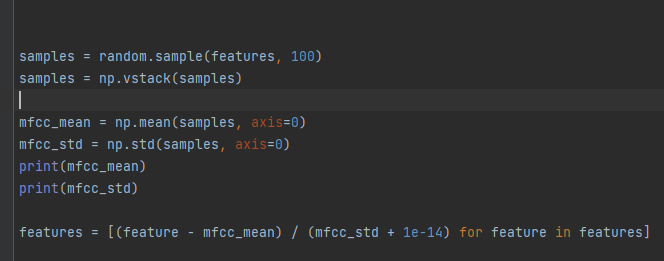 samples = random.sample(features, 100)
samples = np.vstack(samples)
mfcc_mean = np.mean(samples, axis=0)
mfcc_std = np.std(samples, axis=0)
print(mfcc_mean)
print(mfcc_std)
features = [(feature - mfcc_mean) / (mfcc_std + 1e-14) for feature in features]